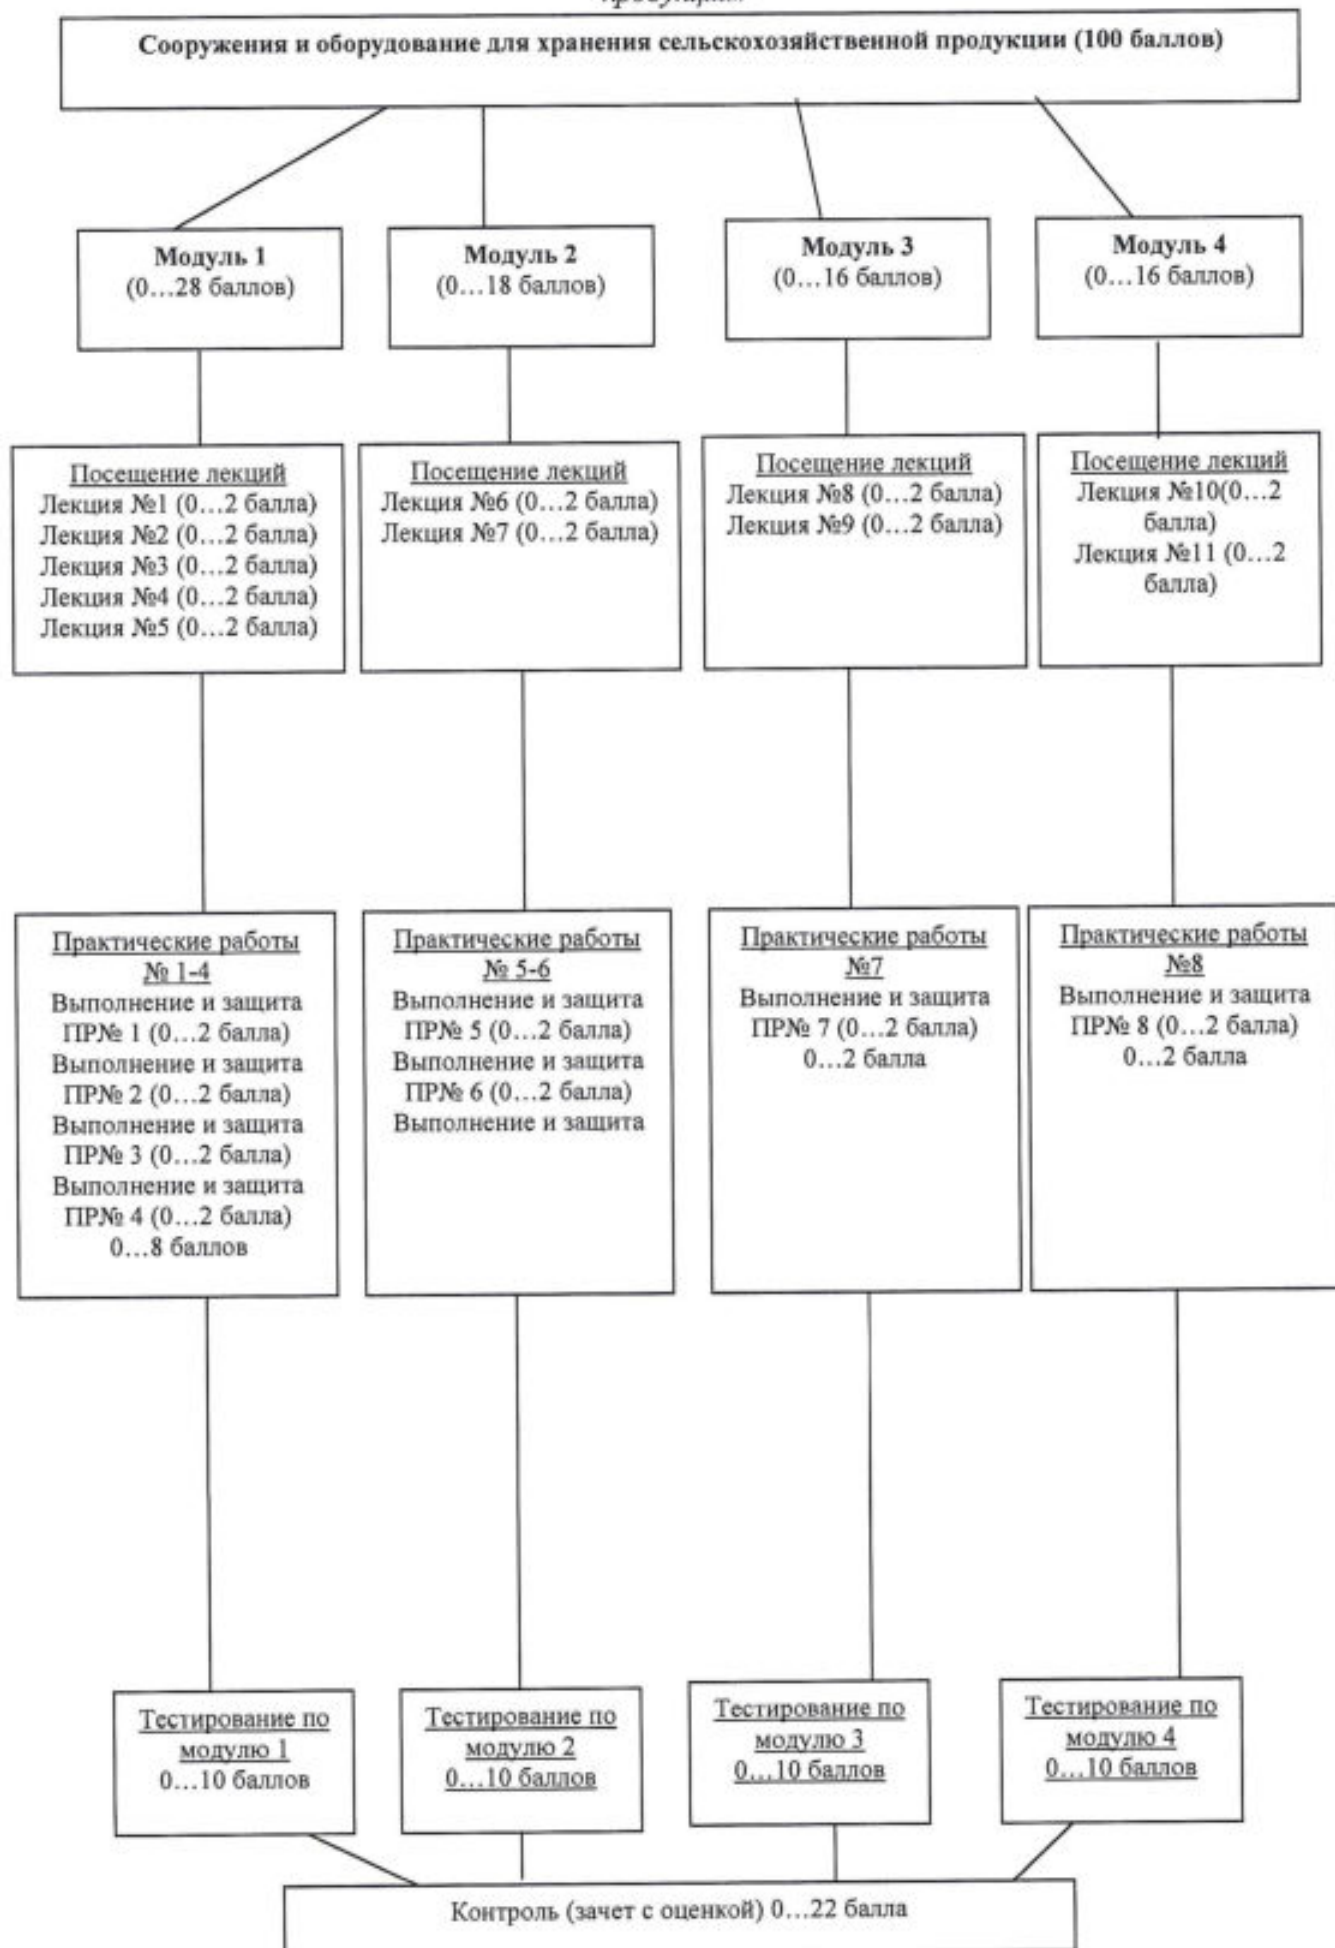 Сооружения и оборудование для хранения сельскохозяйственной продукции (100 баллов)
Модуль 1
(0…28 баллов)
Модуль 2
(0…18 баллов)
Модуль 3
(0…16 баллов)
Модуль 4
(0…16 баллов)
Посещение лекций
Лекция №1 (0…2 балла)
Лекция №2 (0…2 балла)
Лекция №3 (0…2 балла)
Лекция №4 (0…2 балла)
Лекция №5 (0…2 балла)
Посещение лекций
Лекция №6 (0…2 балла)
Лекция №7 (0…2 балла)
Посещение лекций
Лекция №8 (0…2 балла)
Лекция №9 (0…2 балла)
Посещение лекций
Лекция №10(0…2
балла)
Лекция №11 (0…2
балла)
Практические работы
№ 1-4
Выполнение и защита
ПР№ 1 (0…2 балла)
Выполнение и защита
ПР№ 2 (0…2 балла)
Выполнение и защита
ПР№ 3 (0…2 балла)
Выполнение и защита
ПР№ 4 (0…2 балла)
0…8 баллов
Практические работы
№ 5-6
Выполнение и защита
ПР№ 5 (0…2 балла)
Выполнение и защита
ПР№ 6 (0…2 балла)
Выполнение и защита
Практические работы
№7
Выполнение и защита
ПР№ 7 (0…2 балла)
0…2 балла
Практические работы
№8
Выполнение и защита
ПР№ 8 (0…2 балла)
0…2 балла
Тестирование по
модулю 1
0…10 баллов
Тестирование по
модулю 2
0…10 баллов
Тестирование по
модулю 3
0…10 баллов
Тестирование по
модулю 4
0…10 баллов
Контроль (зачет с оценкой) 0…22 балла